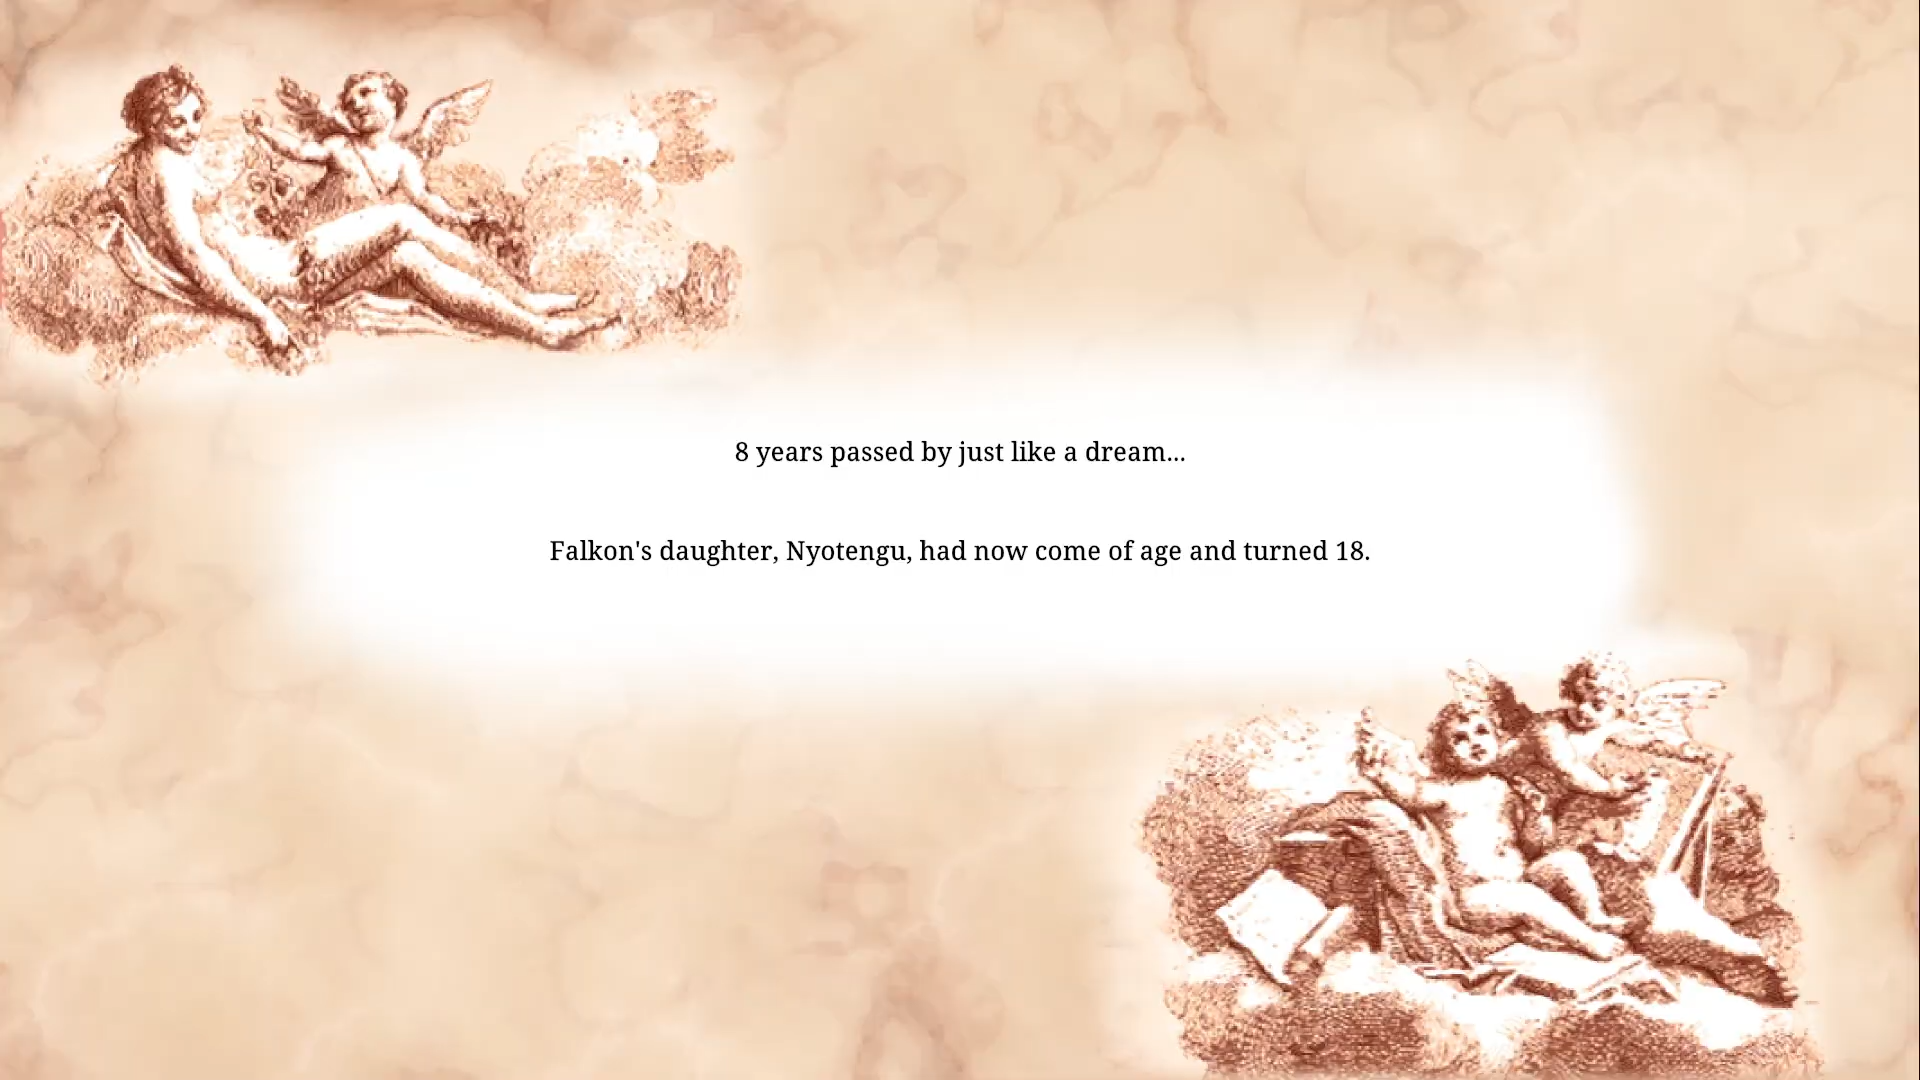 8 years passed by just like a dream...
Falkon's daughter, Nyotengu, had now come of age and turned 18.